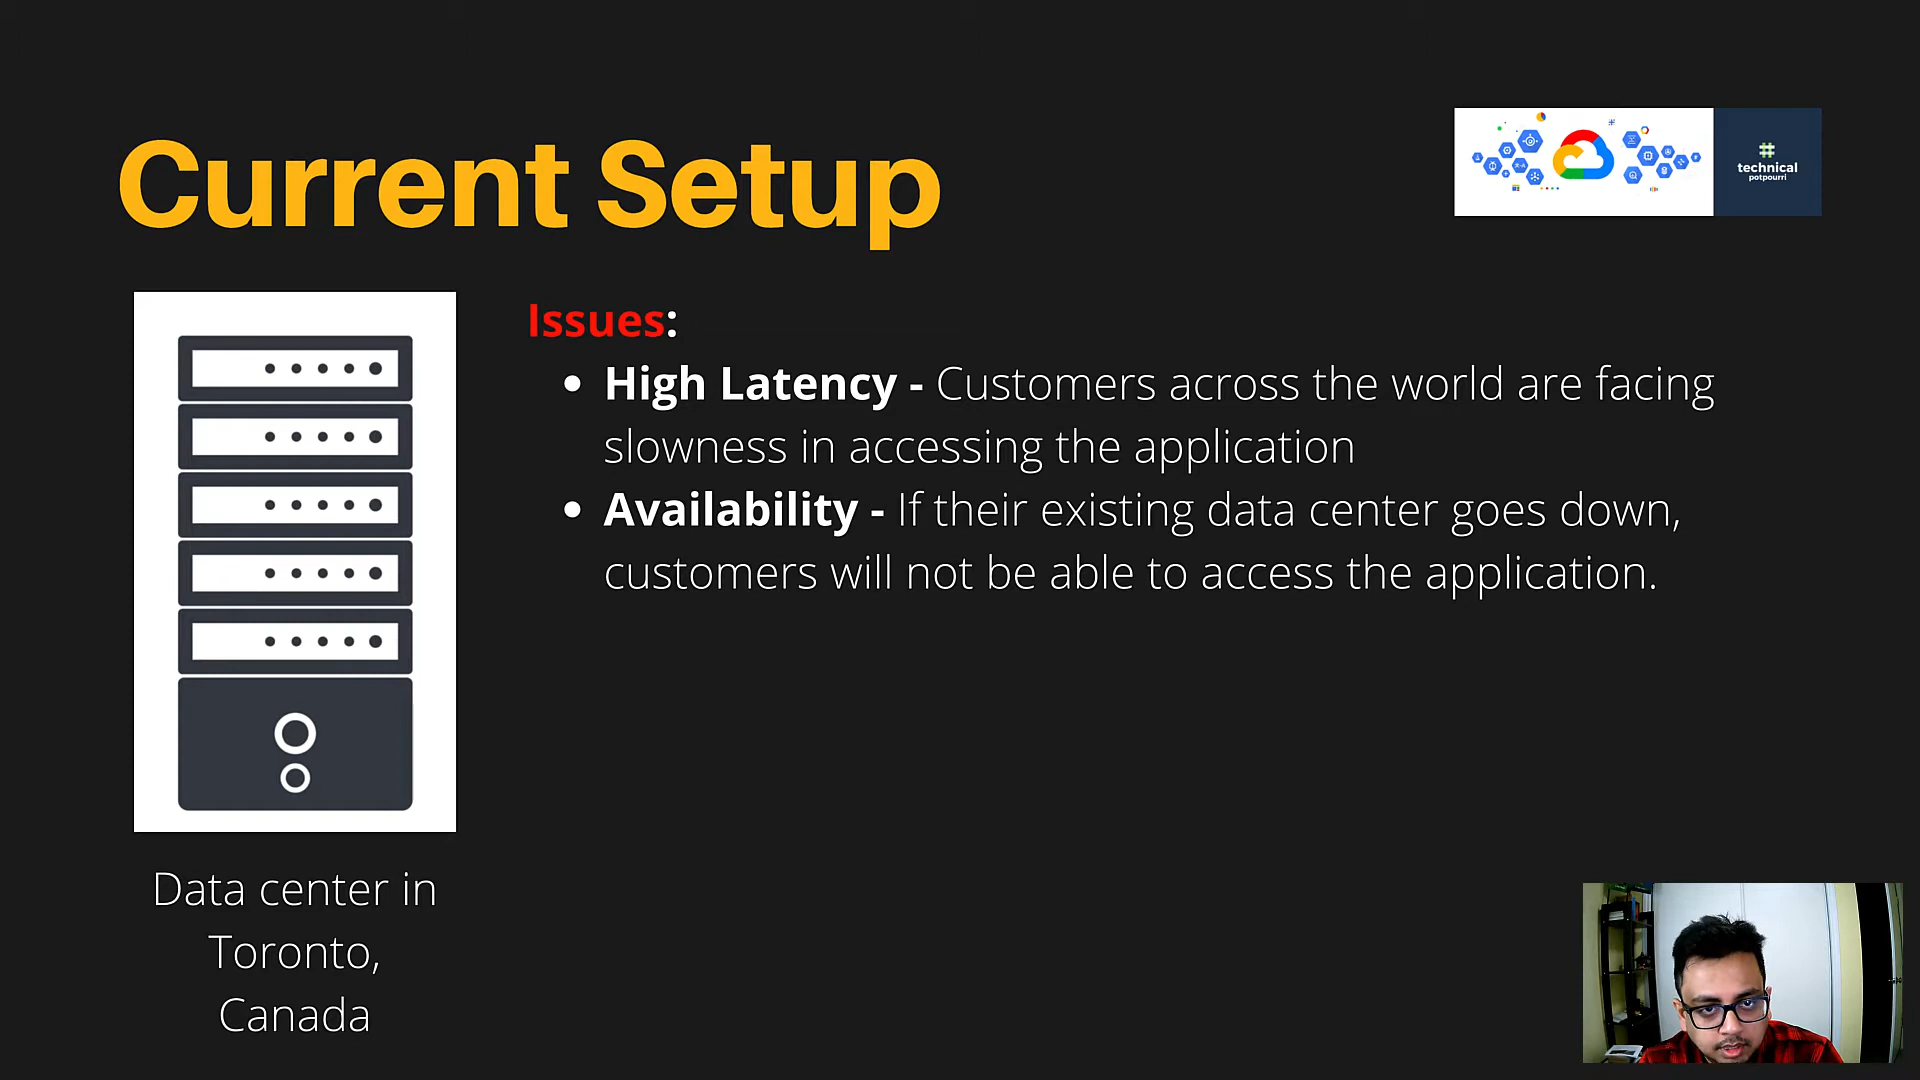 Current Setup
#
technical
potpourri
Issues:
• High Latency - Customers across the world are facing
slowness in accessing the application
• Availability - If their existing data center goes down,
customers will not be able to access the application.
Data center in
Toronto,
Canada